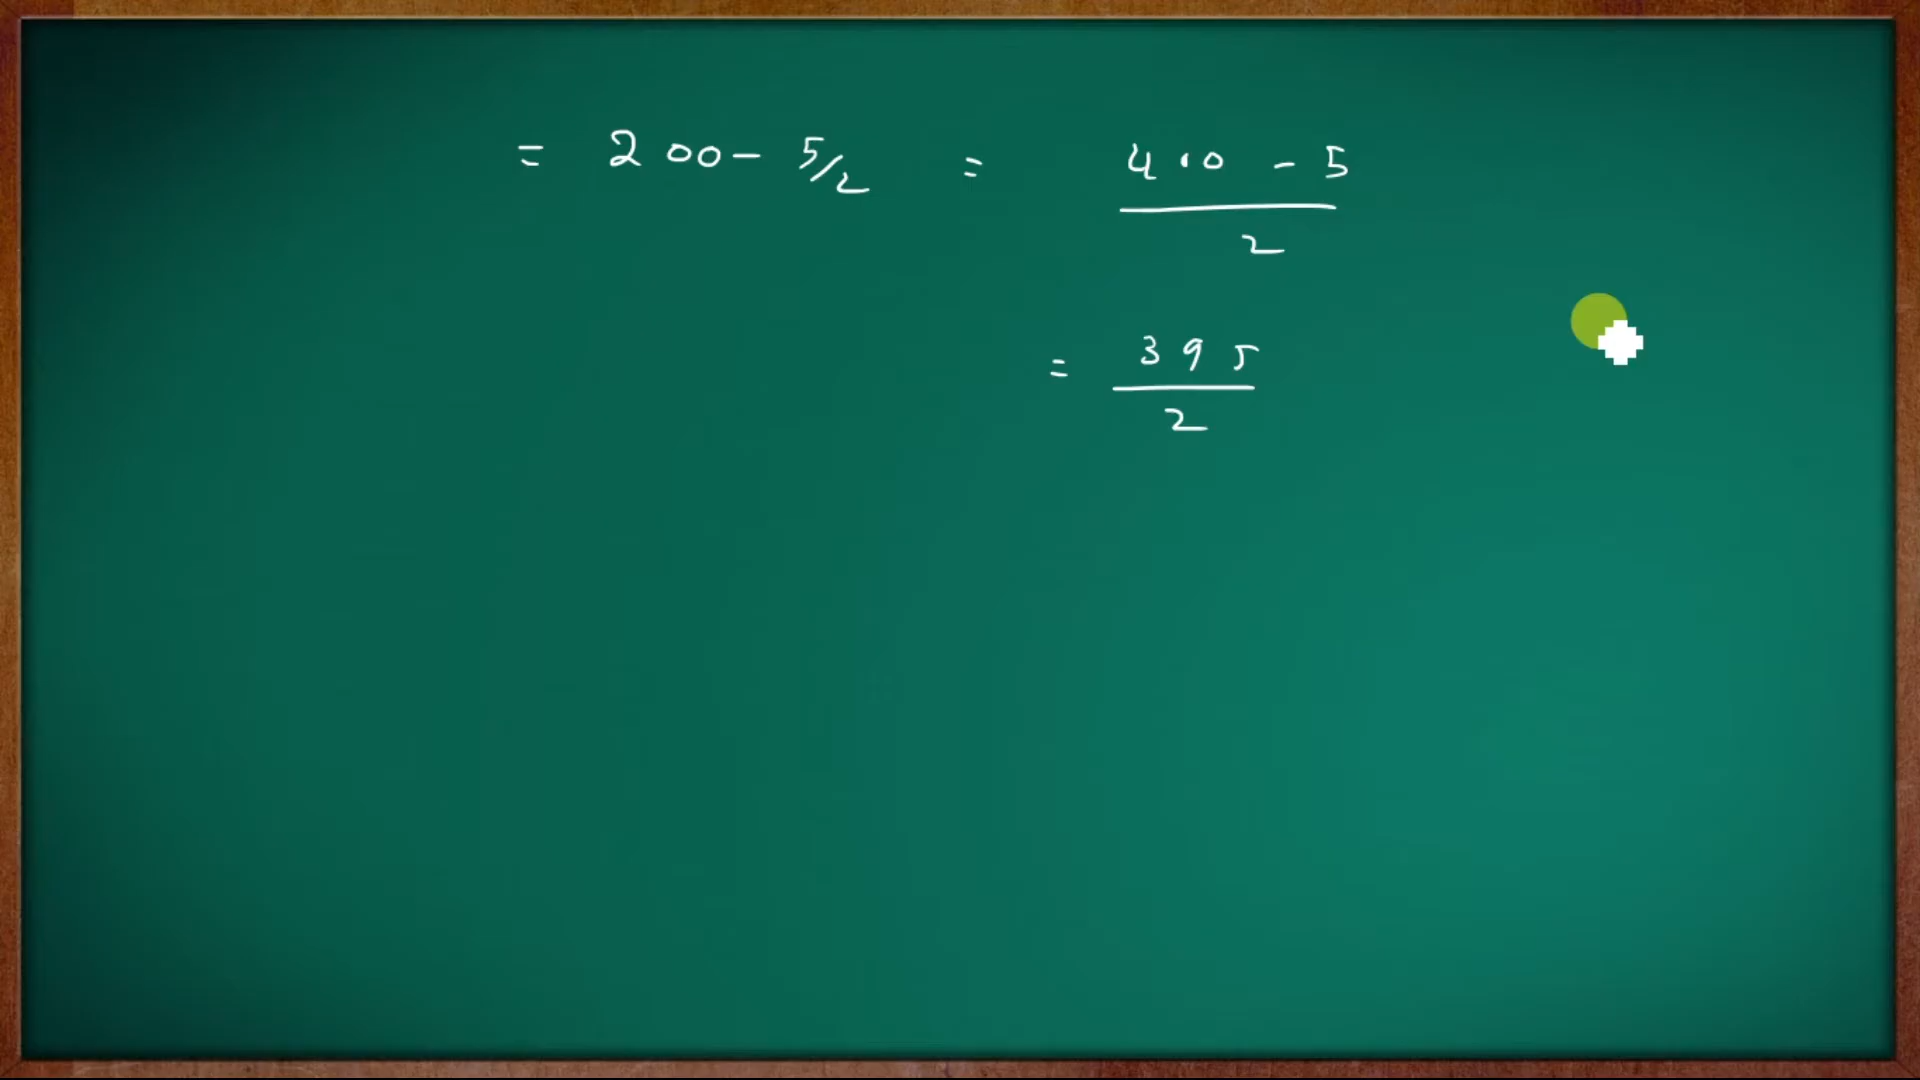 = 200 - 5/2 = (400 - 5)/2
= 395/2